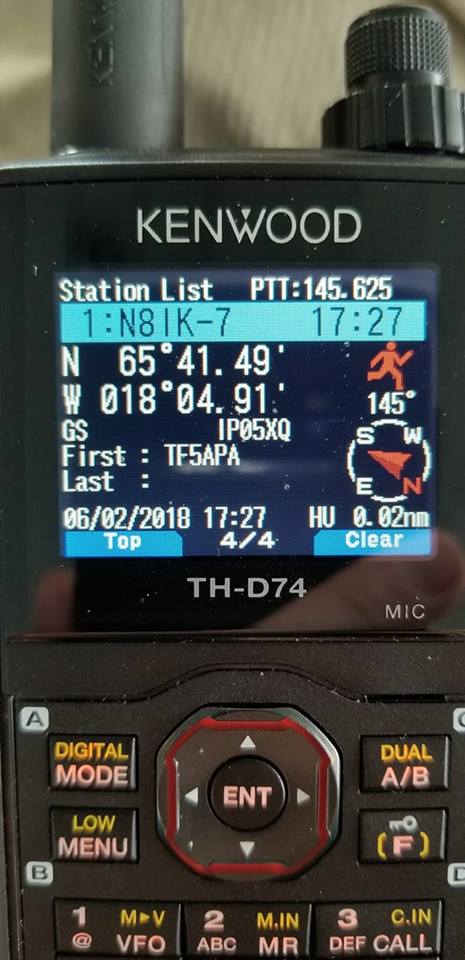 KENWOOD
KENWOOD
Station List PTT:145.625
1:N8IK-7 17:27
N 65°41.49'
W 018°04.91'
145°
GS IP05XQ
First : TF5APA
Last :
S W
E N
06/02/2018 17:27 HU 0.02nm
Top 4/4 Clear
TH-D74
MIC
A
DIGITAL
MODE
ENT
DUAL
A/B
LOW
MENU
(F)
B
1 M►V
@ VFO
2 M.IN
ABC MR
3 C.IN
DEF CALL